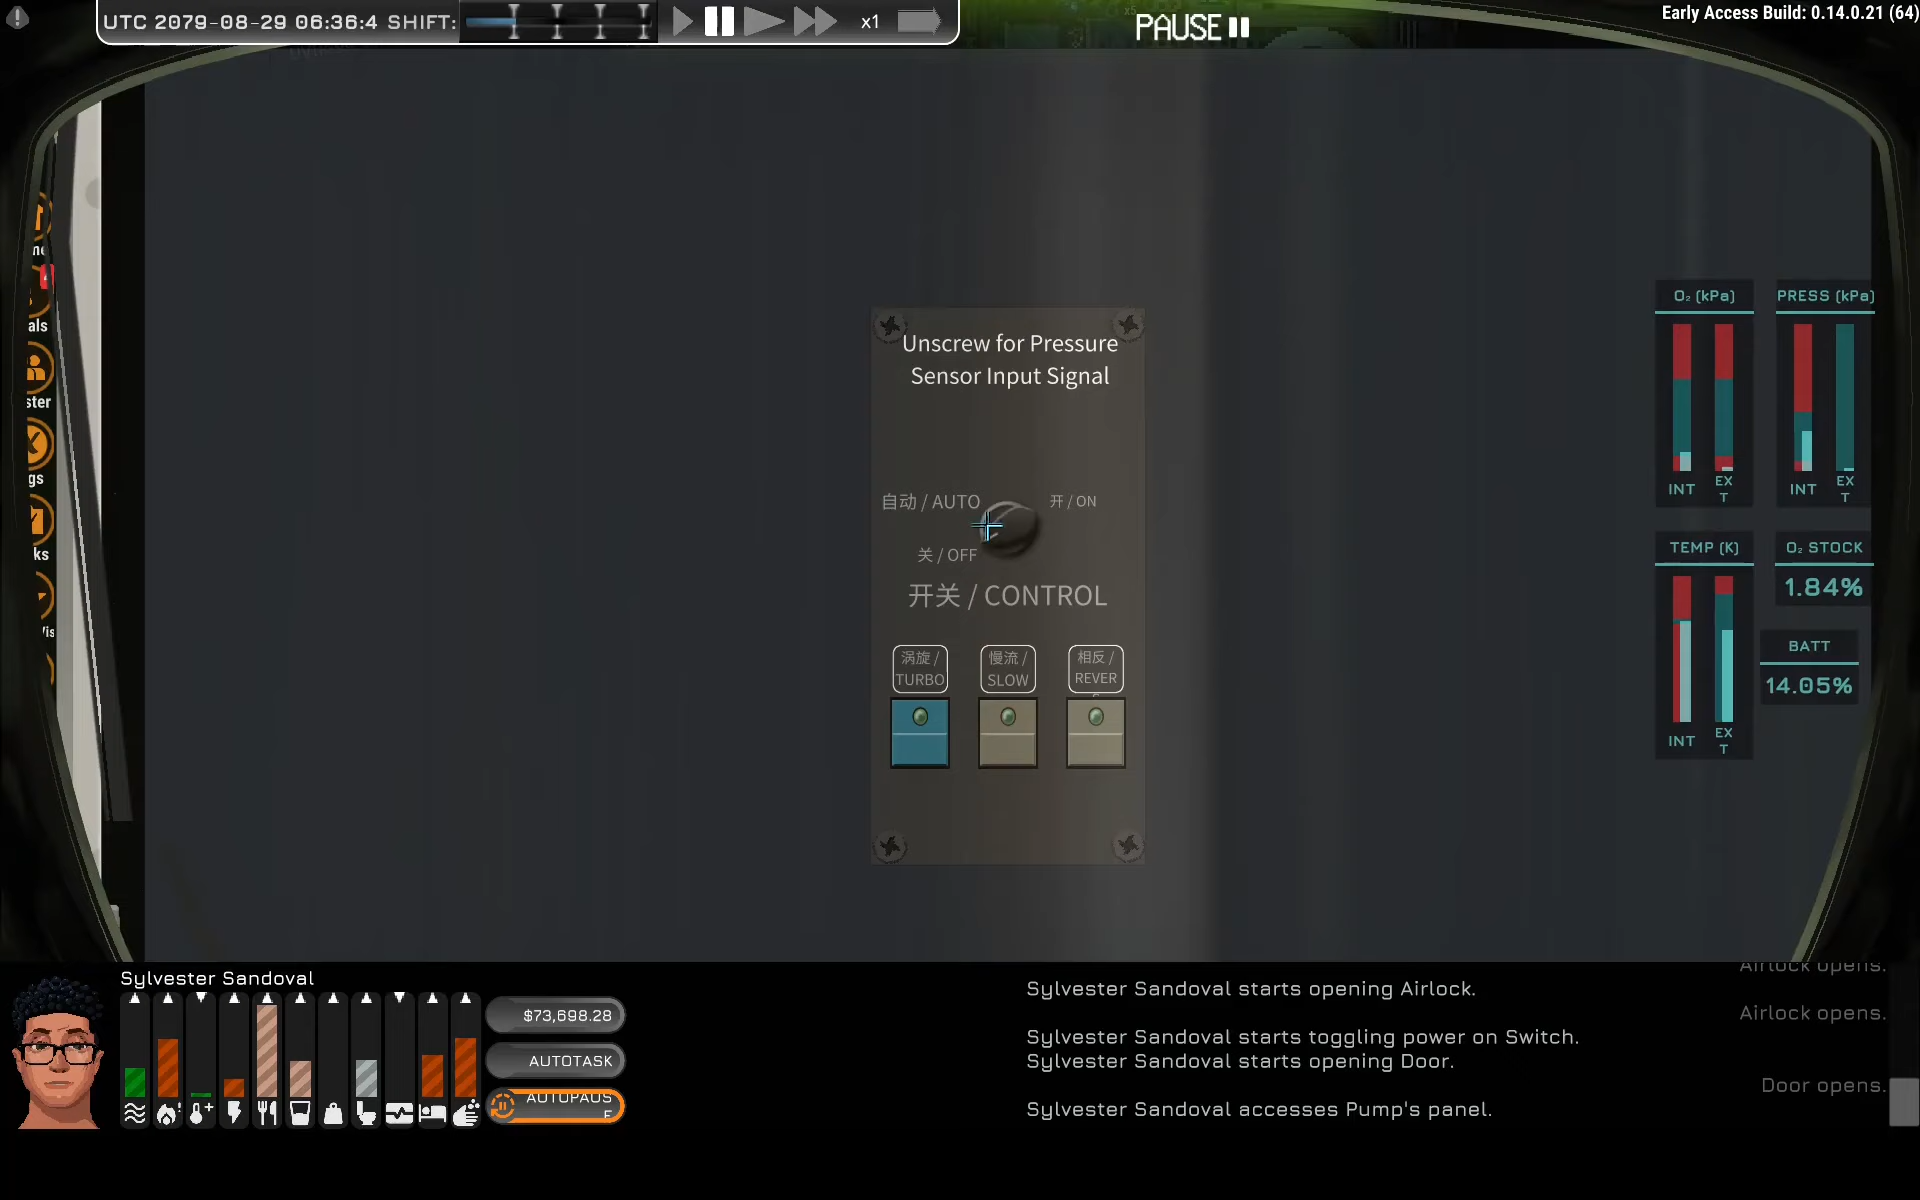 UTC 2079-08-29 06:36:4 SHIFT:
x1
PAUSE
Early Access Build: 0.14.0.21 (64)
als
ster
gs
ks
Unscrew for Pressure
Sensor Input Signal
自动 / AUTO
开 / ON
关 / OFF
开关 / CONTROL
涡旋 /
TURBO
慢流 /
SLOW
相反 /
REVER
O₂ (kPa)
PRESS (kPa)
INT
EX
T
INT
EX
T
TEMP (K)
O₂ STOCK
1.84%
BATT
14.05%
INT
EX
T
Sylvester Sandoval
$73,698.28
AUTOTASK
AUTOPAUS
E
Airlock opens.
Sylvester Sandoval starts opening Airlock.
Airlock opens.
Sylvester Sandoval starts toggling power on Switch.
Sylvester Sandoval starts opening Door.
Door opens.
Sylvester Sandoval accesses Pump's panel.